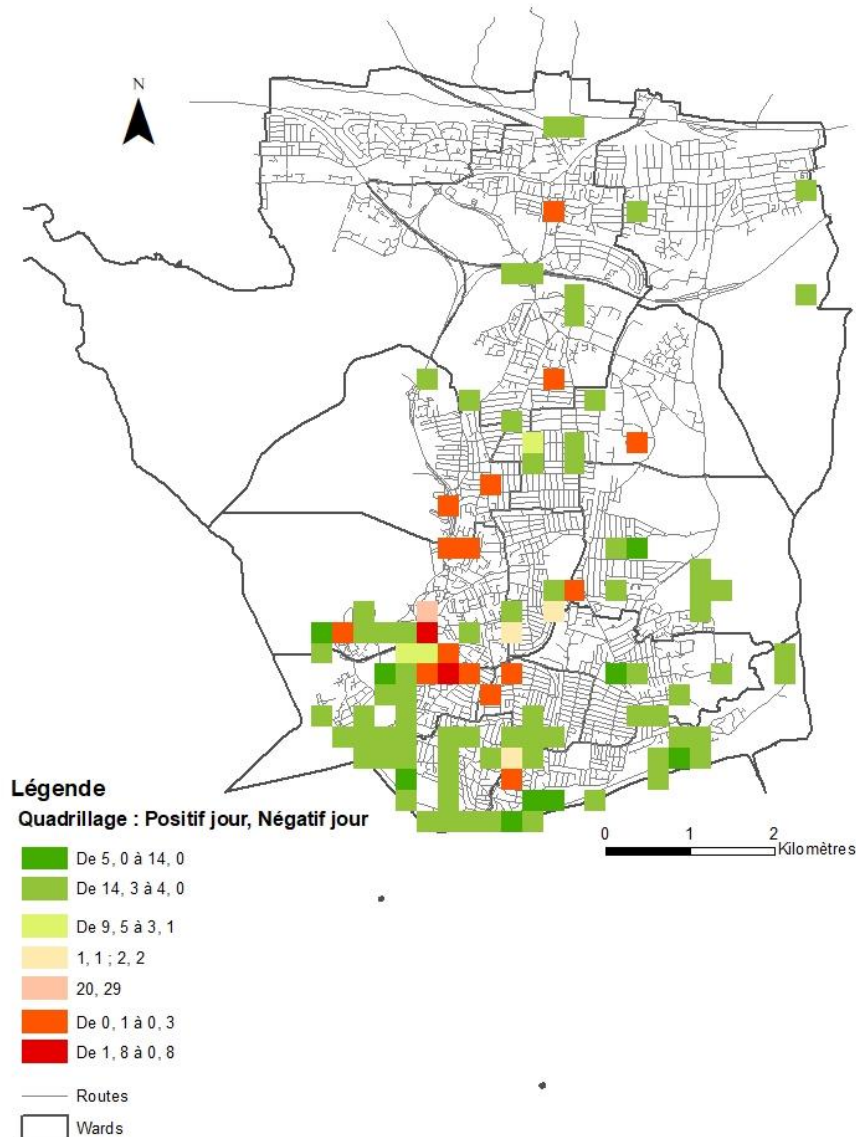 N
0 1 2
Kilomètres
Légende
Quadrillage : Positif jour, Négatif jour
De 5, 0 à 14, 0
De 14, 3 à 4, 0
De 9, 5 à 3, 1
1, 1 ; 2, 2
20, 29
De 0, 1 à 0, 3
De 1, 8 à 0, 8
Routes
Wards